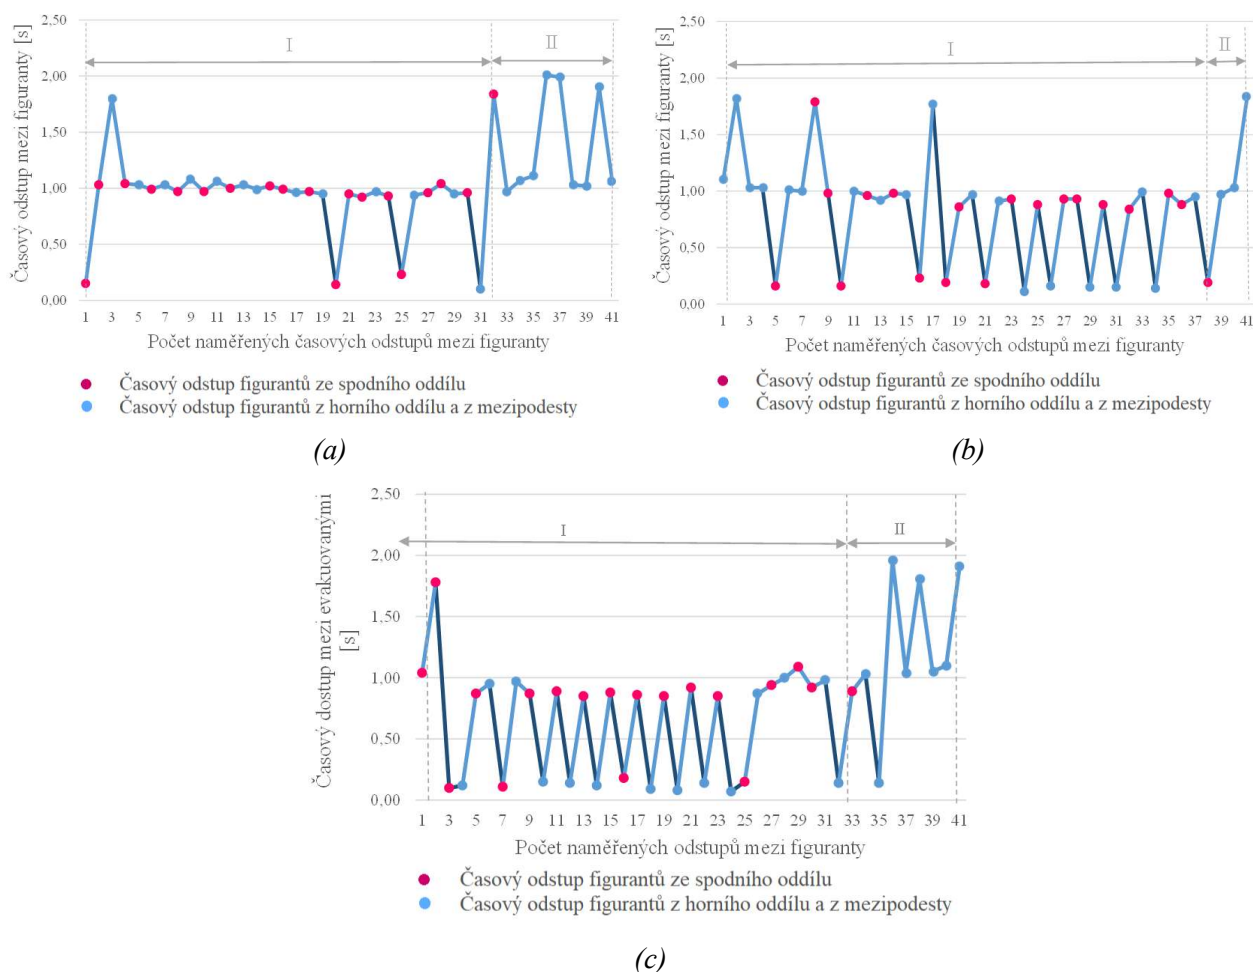 2,50
2,00
1,50
1,00
0,50
0,00
Časový odstup mezi figuranty [s]
I
II
1 3 5 7 9 11 13 15 17 19 21 23 25 27 29 31 33 35 37 39 41
Počet naměřených časových odstupů mezi figuranty
Časový odstup figurantů ze spodního oddílu
Časový odstup figurantů z horního oddílu a z mezipodesty
(a)
2,50
2,00
1,50
1,00
0,50
0,00
Časový odstup mezi figuranty [s]
I
II
1 3 5 7 9 11 13 15 17 19 21 23 25 27 29 31 33 35 37 39 41
Počet naměřených časových odstupů mezi figuranty
Časový odstup figurantů ze spodního oddílu
Časový odstup figurantů z horního oddílu a z mezipodesty
(b)
2,50
2,00
1,50
1,00
0,50
0,00
Časový dostup mezi evakuovanými
[s]
I
II
1 3 5 7 9 11 13 15 17 19 21 23 25 27 29 31 33 35 37 39 41
Počet naměřených odstupů mezi figuranty
Časový odstup figurantů ze spodního oddílu
Časový odstup figurantů z horního oddílu a z mezipodesty
(c)